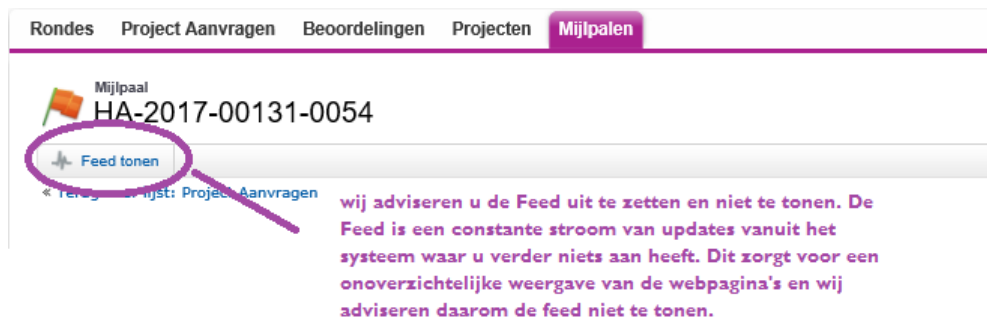 Rondes Project Aanvragen Beoordelingen Projecten Mijlpalen
Mijlpaal
HA-2017-00131-0054
Feed tonen
« lijst: Project Aanvragen
wij adviseren u de Feed uit te zetten en niet te tonen. De
Feed is een constante stroom van updates vanuit het
systeem waar u verder niets aan heeft. Dit zorgt voor een
onoverzichtelijke weergave van de webpagina's en wij
adviseren daarom de feed niet te tonen.